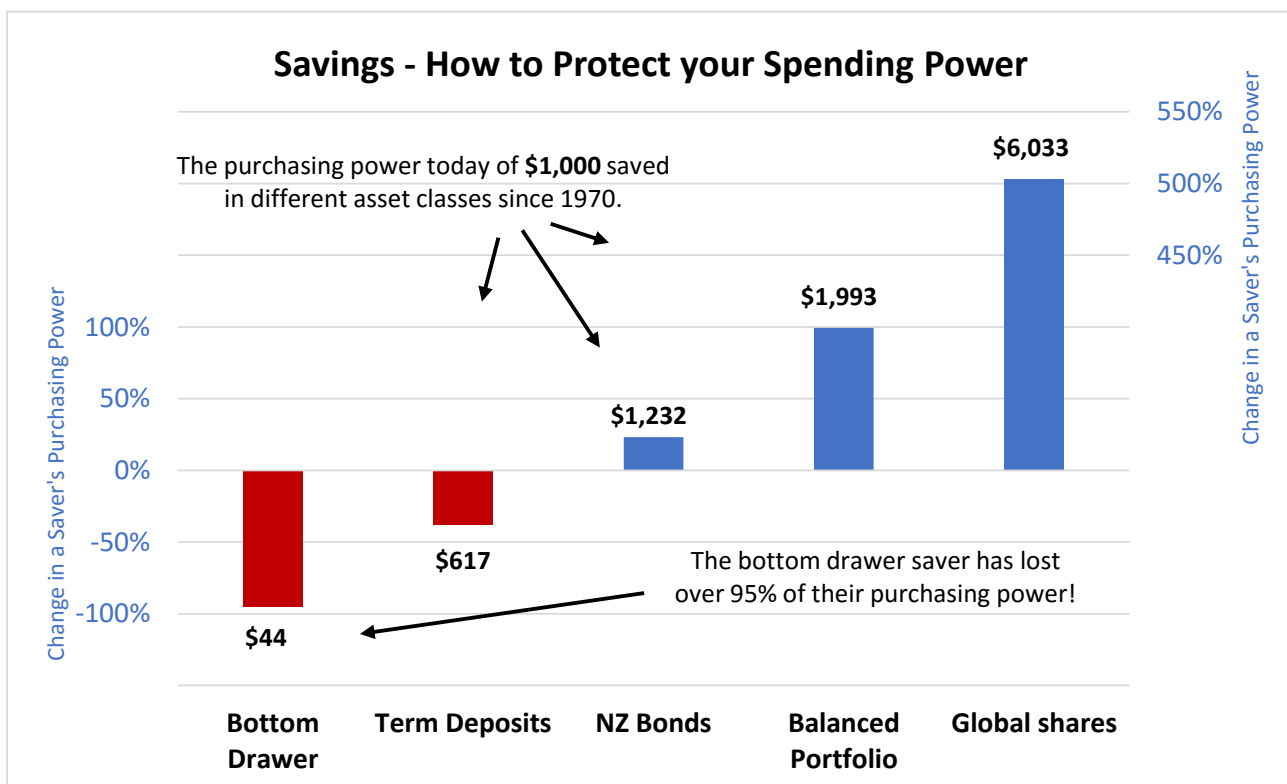 Savings - How to Protect your Spending Power
550%
500%
450%
Change in a Saver's Purchasing Power
The purchasing power today of $1,000 saved
in different asset classes since 1970.
$6,033
$1,993
$1,232
$617
$44
Change in a Saver's Purchasing Power
100%
50%
0%
-50%
-100%
The bottom drawer saver has lost
over 95% of their purchasing power!
Bottom
Drawer
Term Deposits
NZ Bonds
Balanced
Portfolio
Global shares